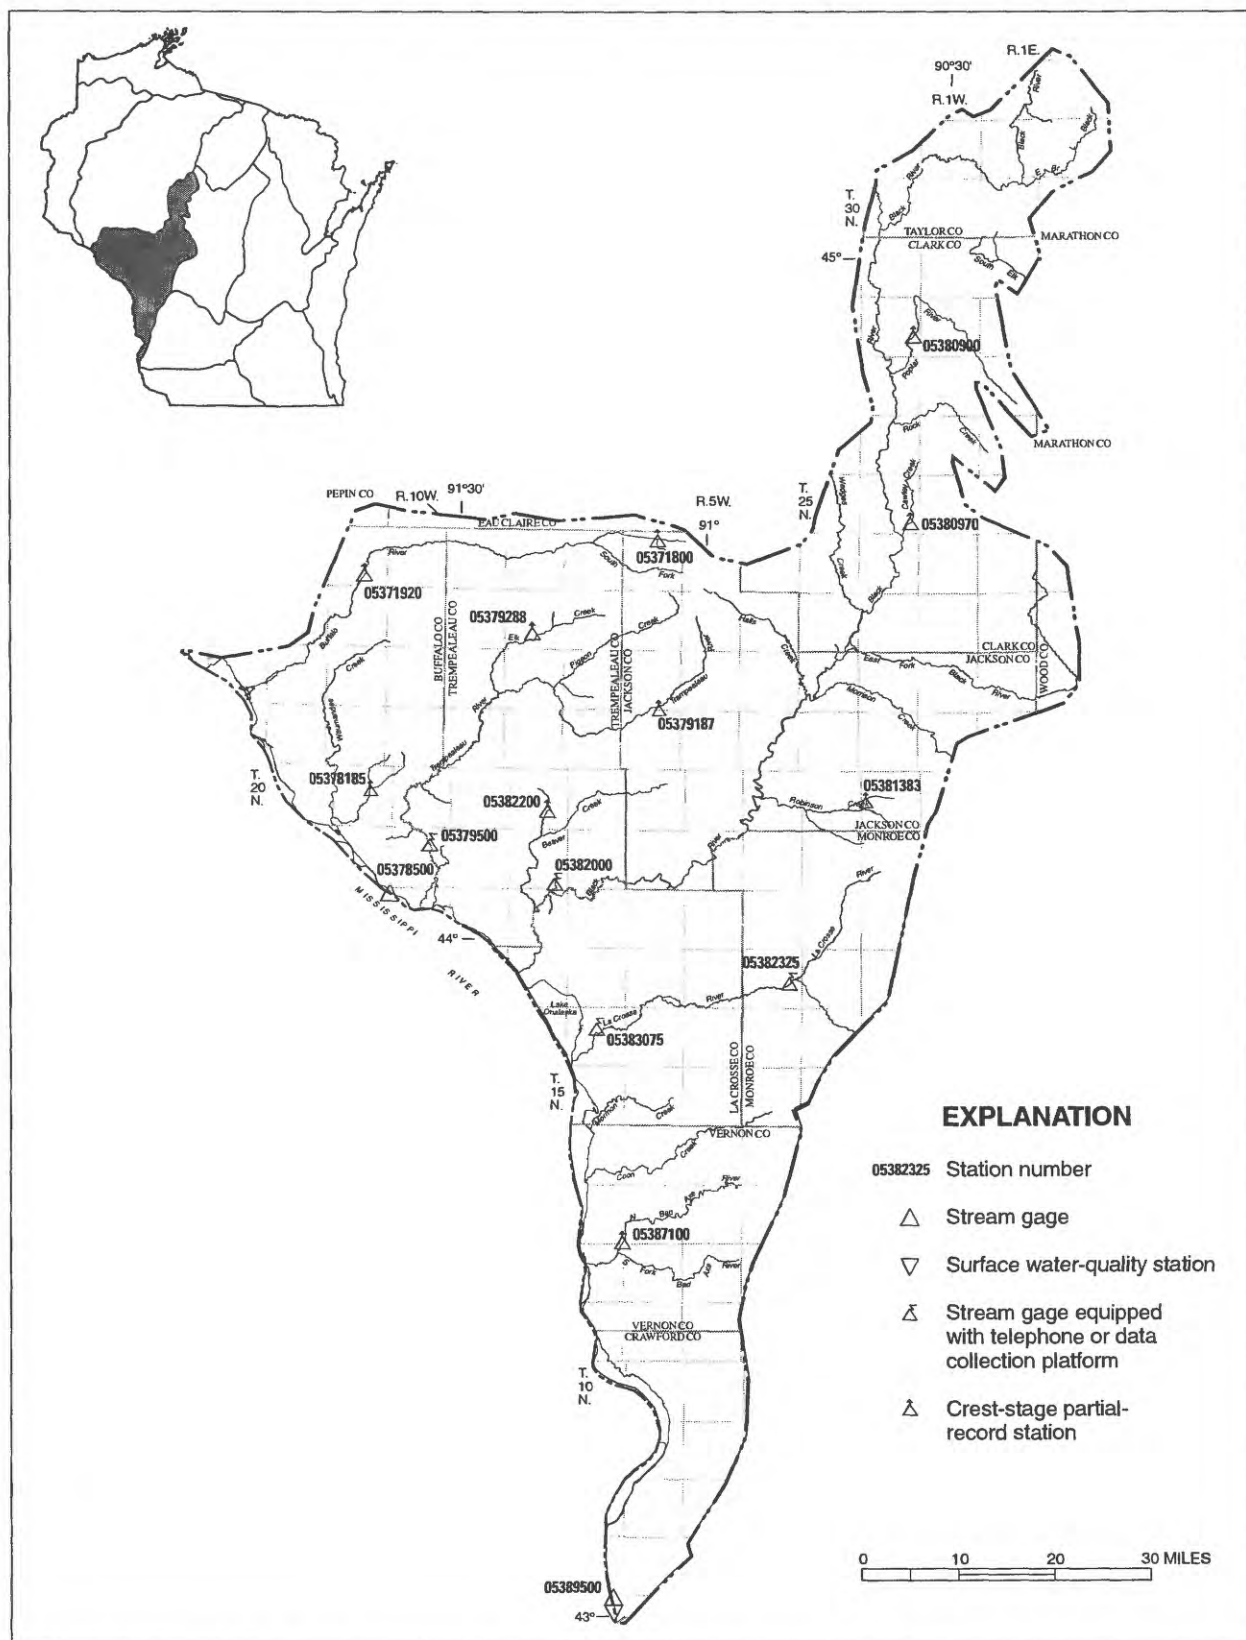 R.1E.
90°30'
R.1W.
River
Black
Black
E. Br.
Black
River
T.
30
N.
Black
River
TAYLOR CO
CLARK CO
MARATHON CO
45°
South
Elk
River
River
05380900
Poplar
Rock
Creek
MARATHON CO
T.
25
N.
Creek
Cawley
05380970
Creek
Black
PEPIN CO
R.10W.
91°30'
EAU CLAIRE CO
R.5W.
91°
05371800
South
Fork
River
05371920
Buffalo
BUFFALO CO
TREMPEALEAU CO
05379288
Elk
Creek
Pigeon
Creek
TREMPEALEAU CO
JACKSON CO
Halls
Creek
River
Trempealeau
05379187
CLARK CO
JACKSON CO
WOOD CO
East
Fork
Black
River
Morrison
Creek
Creek
Waumandee
River
Trempealeau
T.
20
N.
05378185
05382200
Creek
Beaver
05381383
Robinson
Creek
JACKSON CO
MONROE CO
05379500
05378500
05382000
Black
River
MISSISSIPPI
RIVER
44°
River
La Crosse
05382325
Lake
Onalaska
La Crosse
River
05383075
LA CROSSE CO
MONROE CO
T.
15
N.
Mormon
Creek
VERNON CO
Coon
Creek
N
Bad
Axe
River
05387100
S
Fork
Bad
Axe
River
VERNON CO
CRAWFORD CO
T.
10
N.
05389500
43°
EXPLANATION
05382325 Station number
Stream gage
Surface water-quality station
Stream gage equipped
with telephone or data
collection platform
Crest-stage partial-
record station
0 10 20 30 MILES